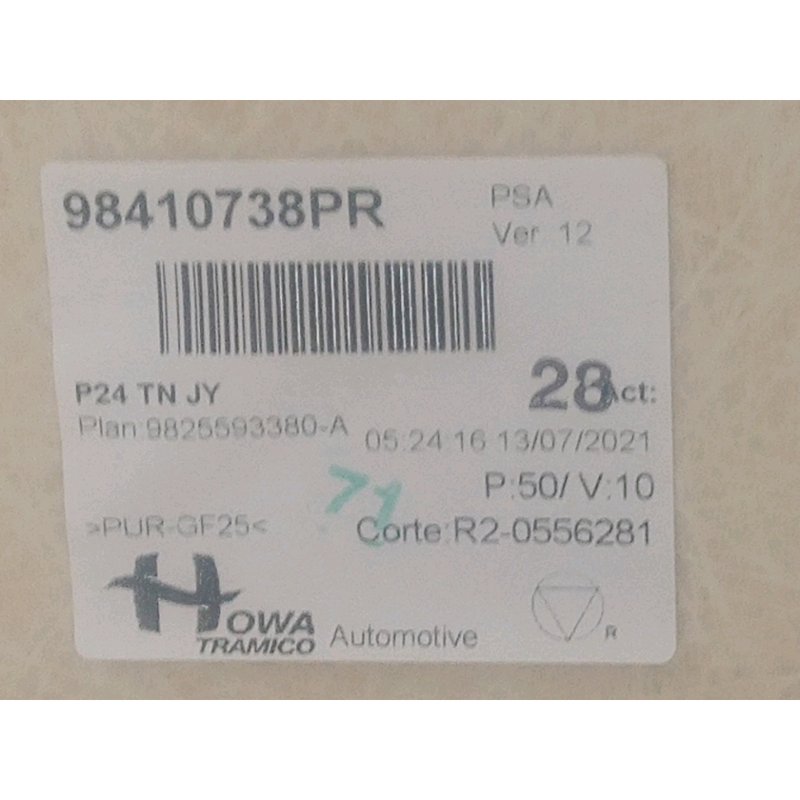 98410738PR
PSA
Ver 12
P24 TN JY
28 Act:
Plan:9825593380-A
05:24:16 13/07/2021
P:50/ V:10
71
>PUR-GF25<
Corte:R2-0556281
HOWA
TRAMICO
Automotive
R